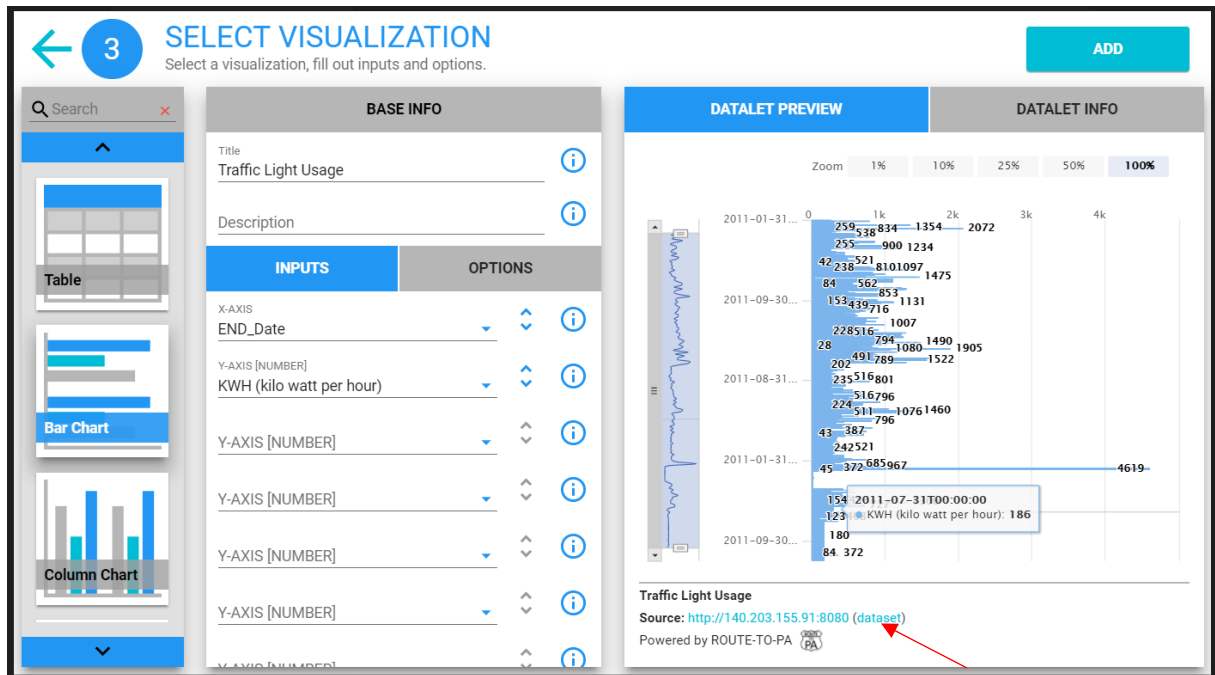 3
SELECT VISUALIZATION
Select a visualization, fill out inputs and options.
ADD
Search
Table
Bar Chart
Column Chart
BASE INFO
Title
Traffic Light Usage
Description
INPUTS
OPTIONS
X-AXIS
END_Date
Y-AXIS [NUMBER]
KWH (kilo watt per hour)
Y-AXIS [NUMBER]
Y-AXIS [NUMBER]
Y-AXIS [NUMBER]
Y-AXIS [NUMBER]
Y-AXIS [NUMBER]
DATALET PREVIEW
DATALET INFO
Zoom 1% 10% 25% 50% 100%
0 1k 2k 3k 4k
2011-01-31...
259 538 834 1354 2072
255 900 1234
42 238 521 810 1097
1475
84 562
853
2011-09-30...
153 439 716 1131
1007
228 516
28 794 1080 1490 1905
202 491 789 1522
2011-08-31...
235 516 801
516 796
224 511 1076 1460
796
43 387
242 521
2011-01-31...
45 372 685 967 4619
154 2011-07-31T00:00:00
123 KWH (kilo watt per hour): 186
180
2011-09-30...
84 372
Traffic Light Usage
Source: http://140.203.155.91:8080 (dataset)
Powered by ROUTE-TO-PA
PA